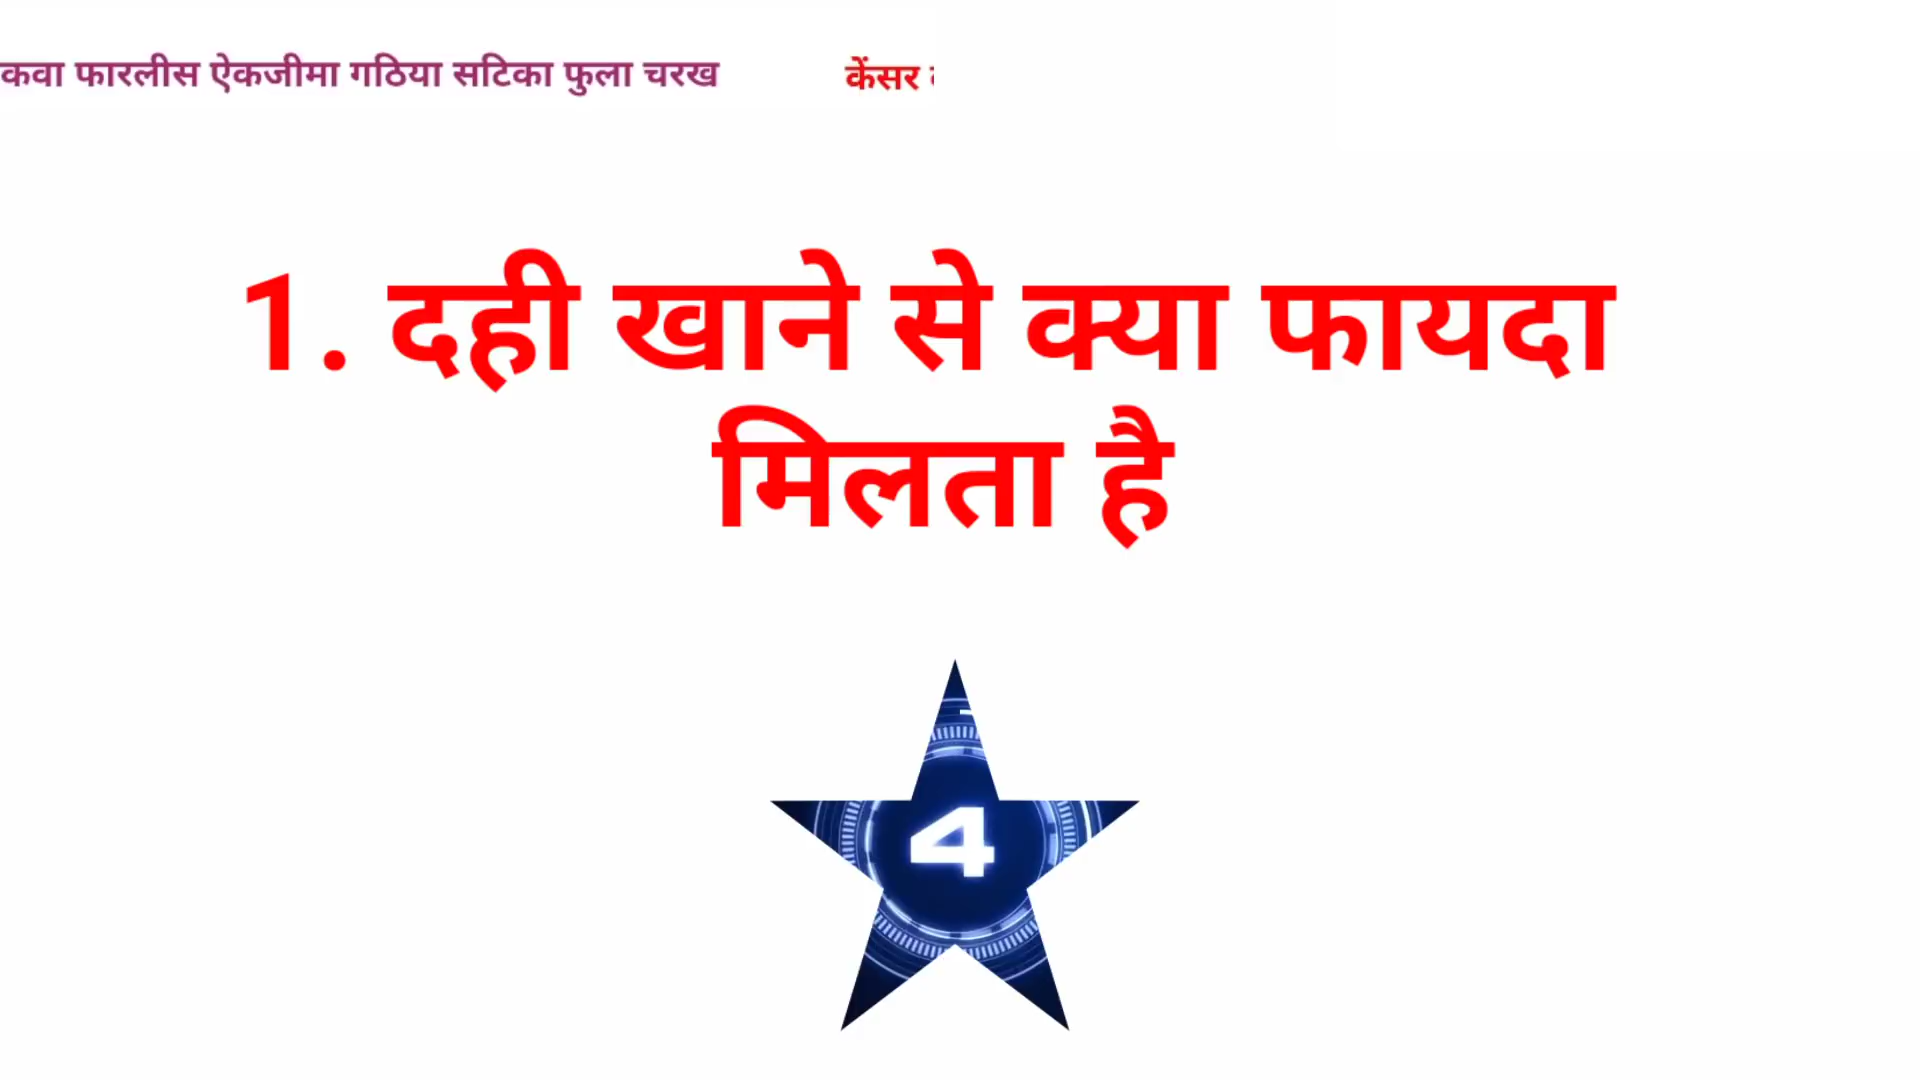 कवा फारलीस ऐकजीमा गठिया सटिका फुला चरख केंसर
1. दही खाने से क्या फायदा
मिलता है
4